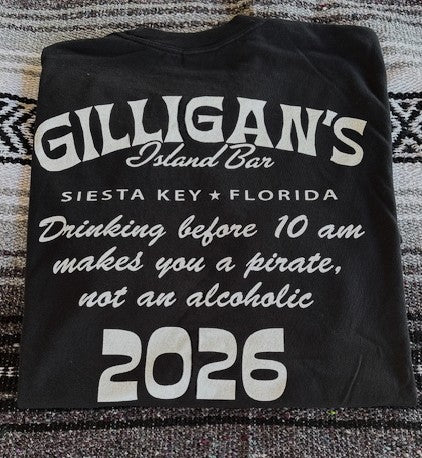 GILLIGAN'S
Island Bar
SIESTA KEY ★ FLORIDA
Drinking before 10 am
makes you a pirate,
not an alcoholic
2026